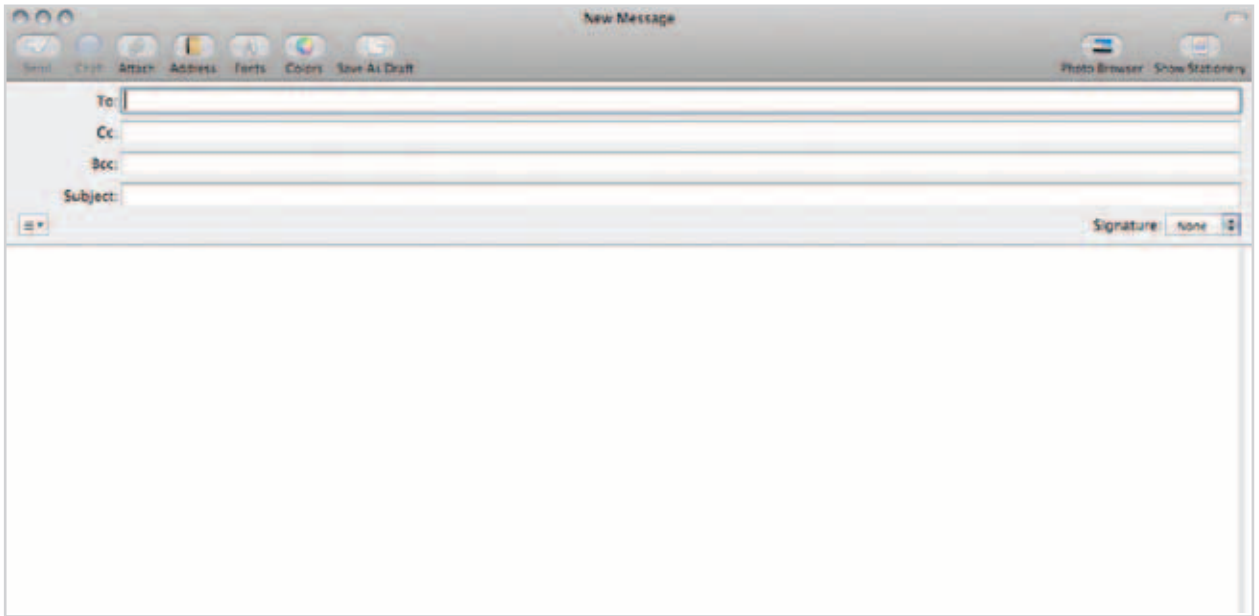 New Message
Send Chat Attach Address Fonts Colors Save As Draft Photo Browser Show Stationery
To:
Cc:
Bcc:
Subject:
Signature: None